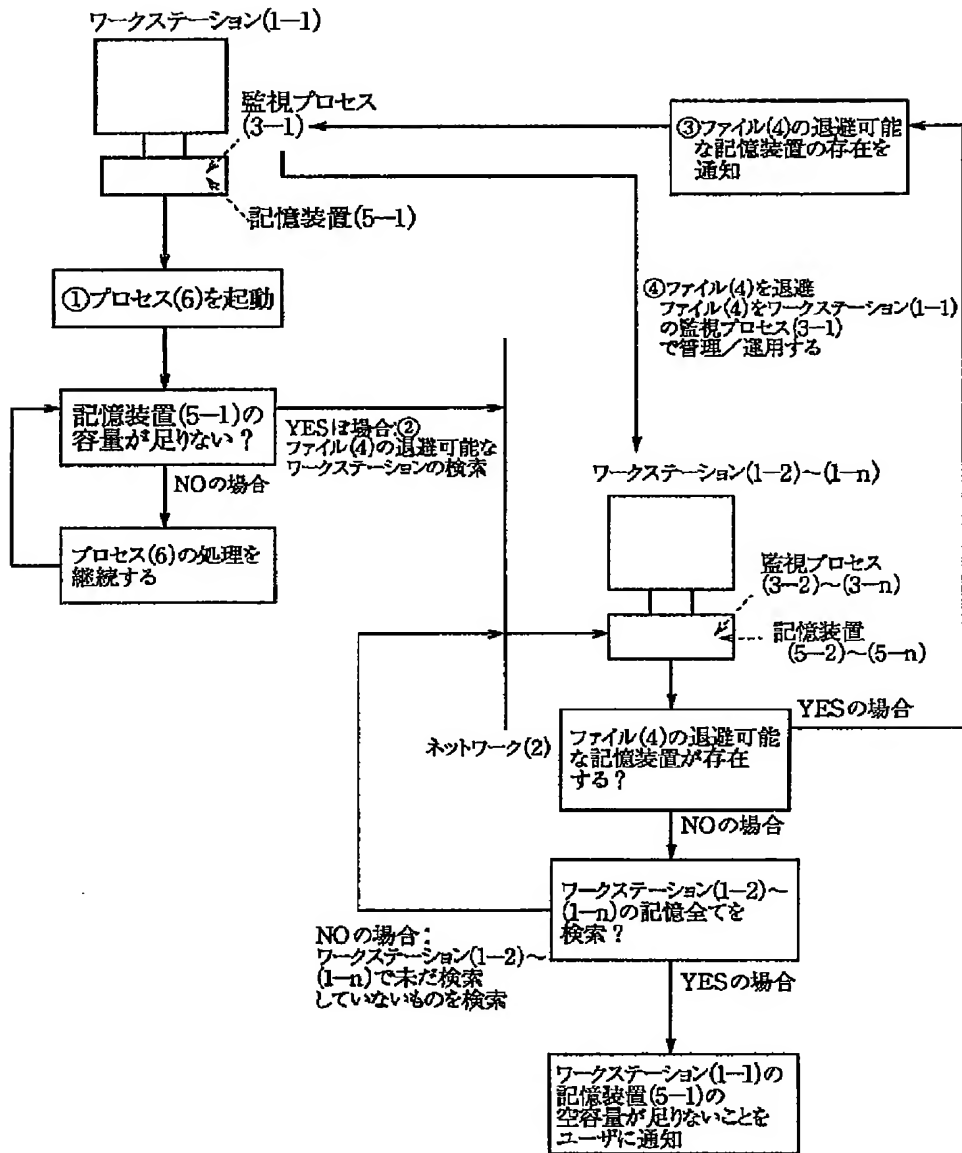 ワークステーション(1―1)
監視プロセス
(3―1)
記憶装置(5―1)
①プロセス(6)を起動
記憶装置(5―1)の
容量が足りない?
YESば場合:②
ファイル(4)の退避可能な
ワークステーションの検索
NOの場合
プロセス(6)の処理を
継続する
③ファイル(4)の退避可能
な記憶装置の存在を
通知
④ファイル(4)を退避
ファイル(4)をワークステーション(1―1)
の監視プロセス(3―1)
で管理/運用する
ワークステーション(1―2)~(1―n)
監視プロセス
(3―2)~(3―n)
記憶装置
(5―2)~(5―n)
ネットワーク(2)
ファイル(4)の退避可能
な記憶装置が存在
する?
YESの場合
NOの場合
ワークステーション(1―2)~
(1―n)の記憶全てを
検索?
NOの場合:
ワークステーション(1―2)~
(1―n)で未だ検索
していないものを検索
YESの場合
ワークステーション(1―1)の
記憶装置(5―1)の
空容量が足りないことを
ユーザに通知